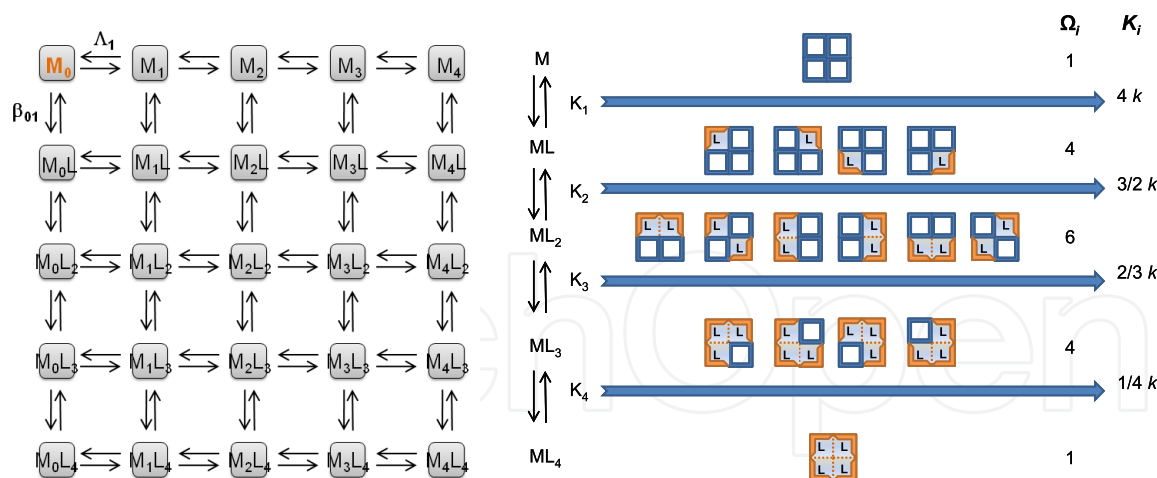 Λ₁
M₀ M₁ M₂ M₃ M₄
β₀₁
M₀L M₁L M₂L M₃L M₄L
M₀L₂ M₁L₂ M₂L₂ M₃L₂ M₄L₂
M₀L₃ M₁L₃ M₂L₃ M₃L₃ M₄L₃
M₀L₄ M₁L₄ M₂L₄ M₃L₄ M₄L₄
Ωᵢ Kᵢ
M 1
K₁ 4 k
L L L L
ML 4
K₂ 3/2 k
L L L L L L
ML₂ 6
L L L L L L
K₃ 2/3 k
L L L L L L
ML₃ 4
L L L L L L
K₄ 1/4 k
L L
ML₄ 1
L L